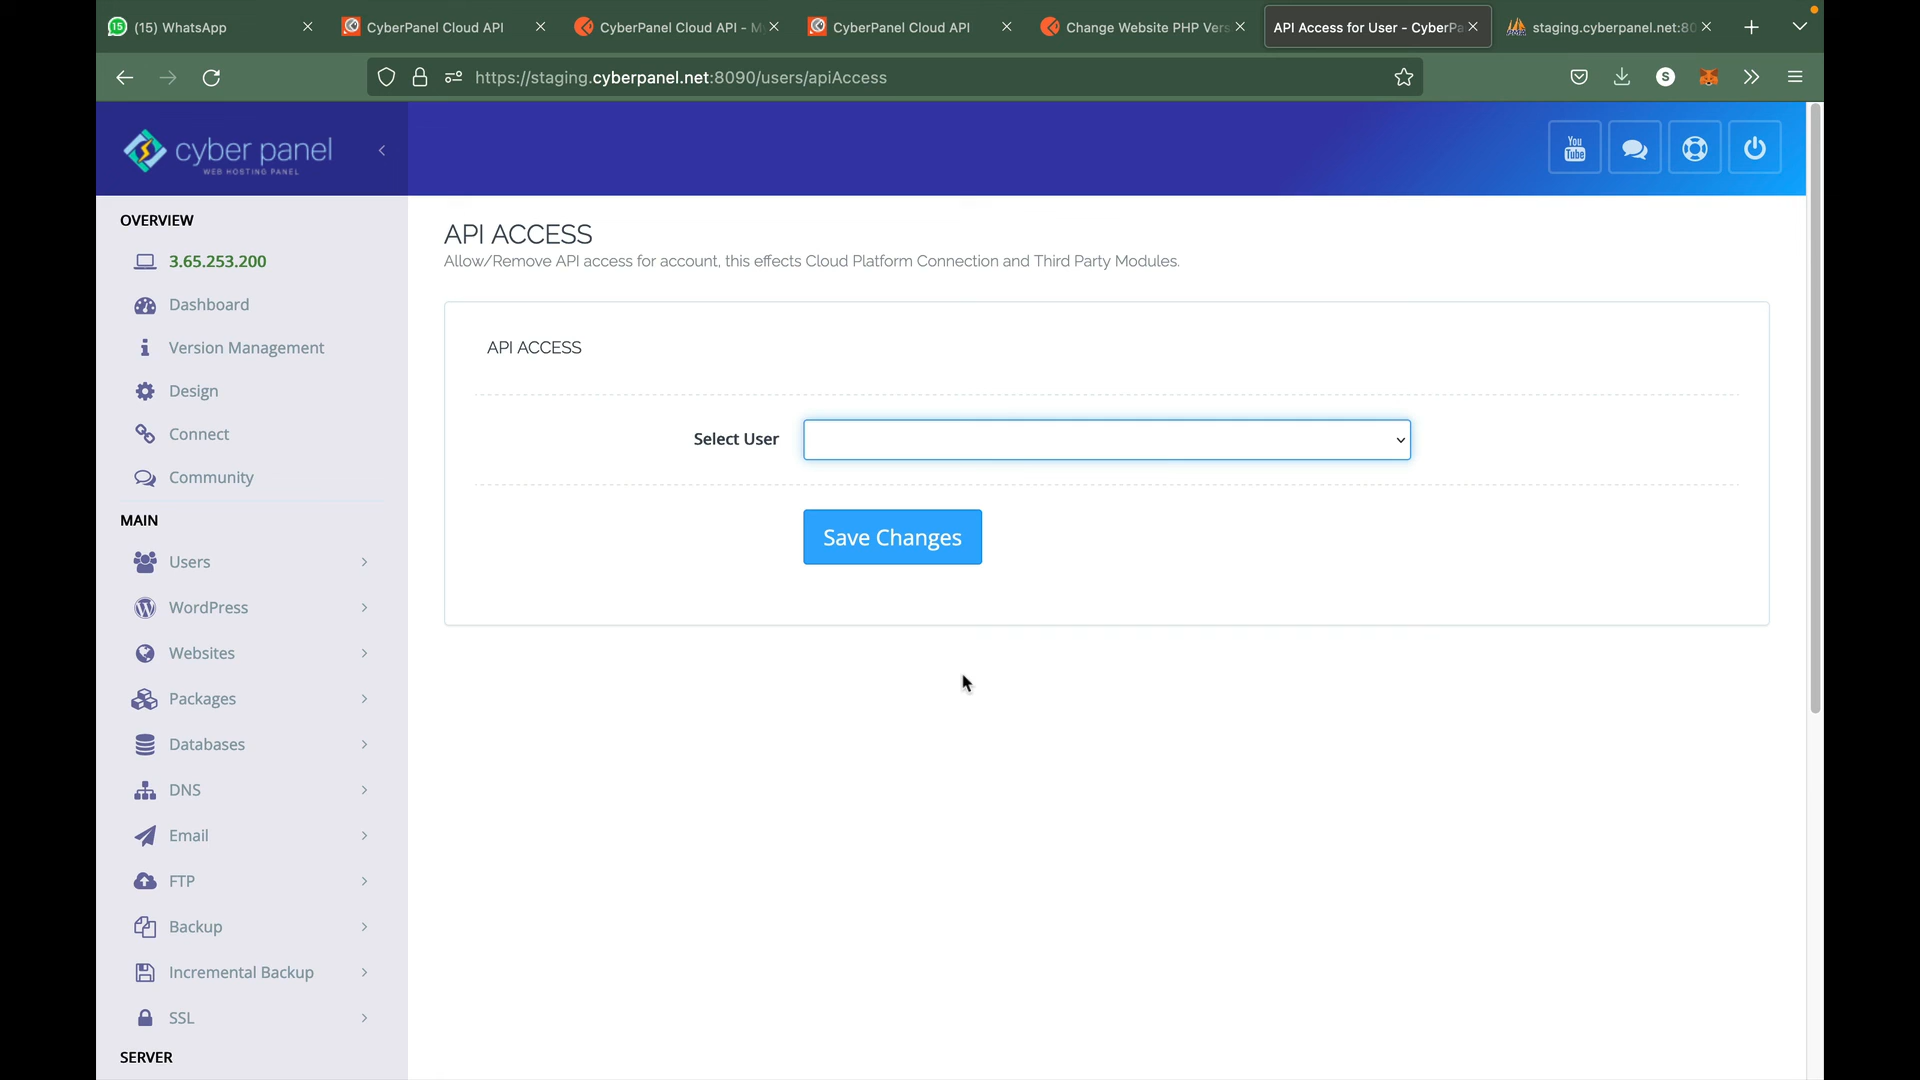 (15) WhatsApp
CyberPanel Cloud API
CyberPanel Cloud API - M
CyberPanel Cloud API
Change Website PHP Vers
API Access for User - CyberPa
staging.cyberpanel.net:80
https://staging.cyberpanel.net:8090/users/apiAccess
S
cyber panel
WEB HOSTING PANEL
You
Tube
OVERVIEW
3.65.253.200
Dashboard
Version Management
Design
Connect
Community
MAIN
Users
WordPress
Websites
Packages
Databases
DNS
Email
FTP
Backup
Incremental Backup
SSL
SERVER
API ACCESS
Allow/Remove API access for account, this effects Cloud Platform Connection and Third Party Modules.
API ACCESS
Select User
Save Changes